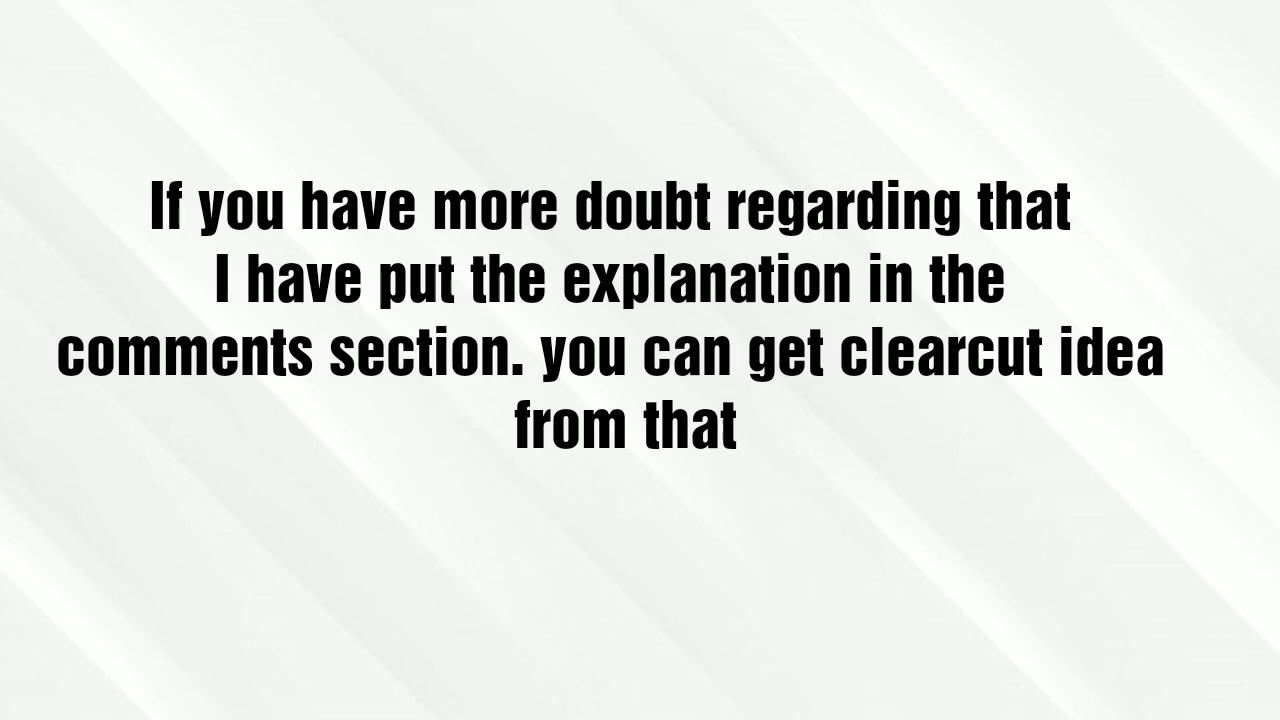 If you have more doubt regarding that
I have put the explanation in the
comments section. you can get clearcut idea
from that